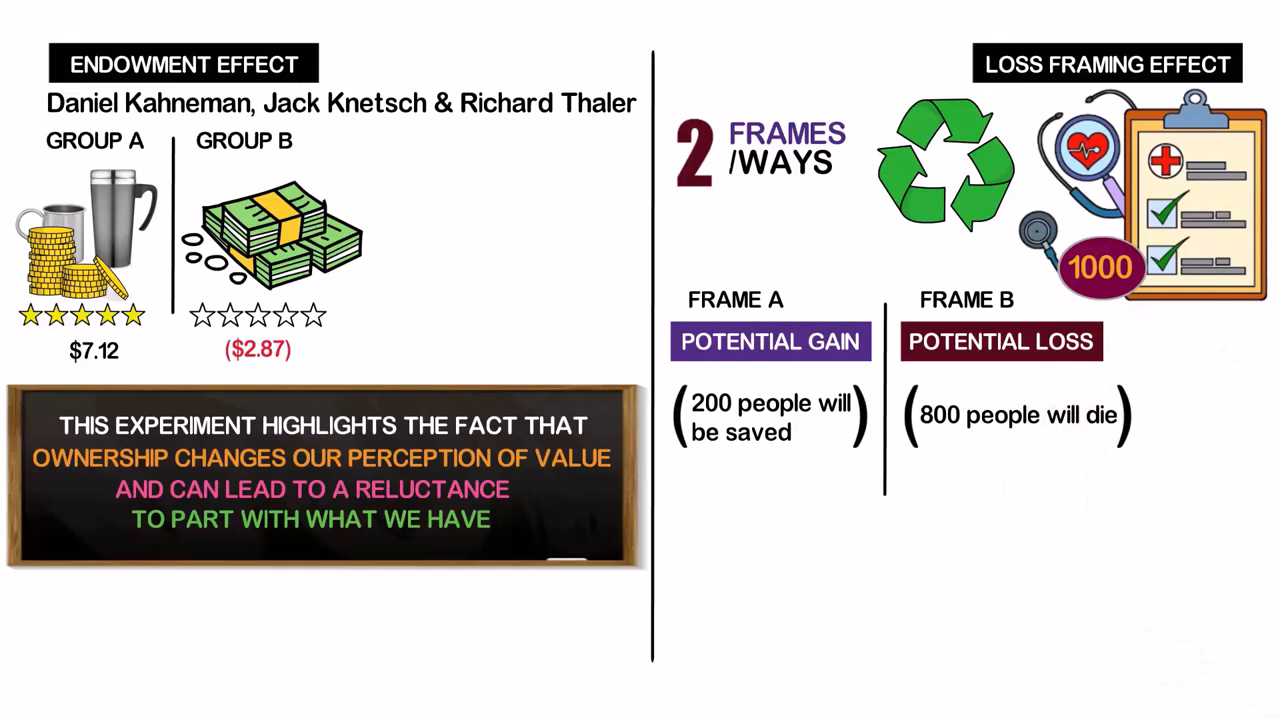 ENDOWMENT EFFECT
Daniel Kahneman, Jack Knetsch & Richard Thaler
GROUP A
GROUP B
$7.12
($2.87)
THIS EXPERIMENT HIGHLIGHTS THE FACT THAT
OWNERSHIP CHANGES OUR PERCEPTION OF VALUE
AND CAN LEAD TO A RELUCTANCE
TO PART WITH WHAT WE HAVE
LOSS FRAMING EFFECT
2 FRAMES
/WAYS
1000
FRAME A
FRAME B
POTENTIAL GAIN
POTENTIAL LOSS
(200 people will
be saved)
(800 people will die)